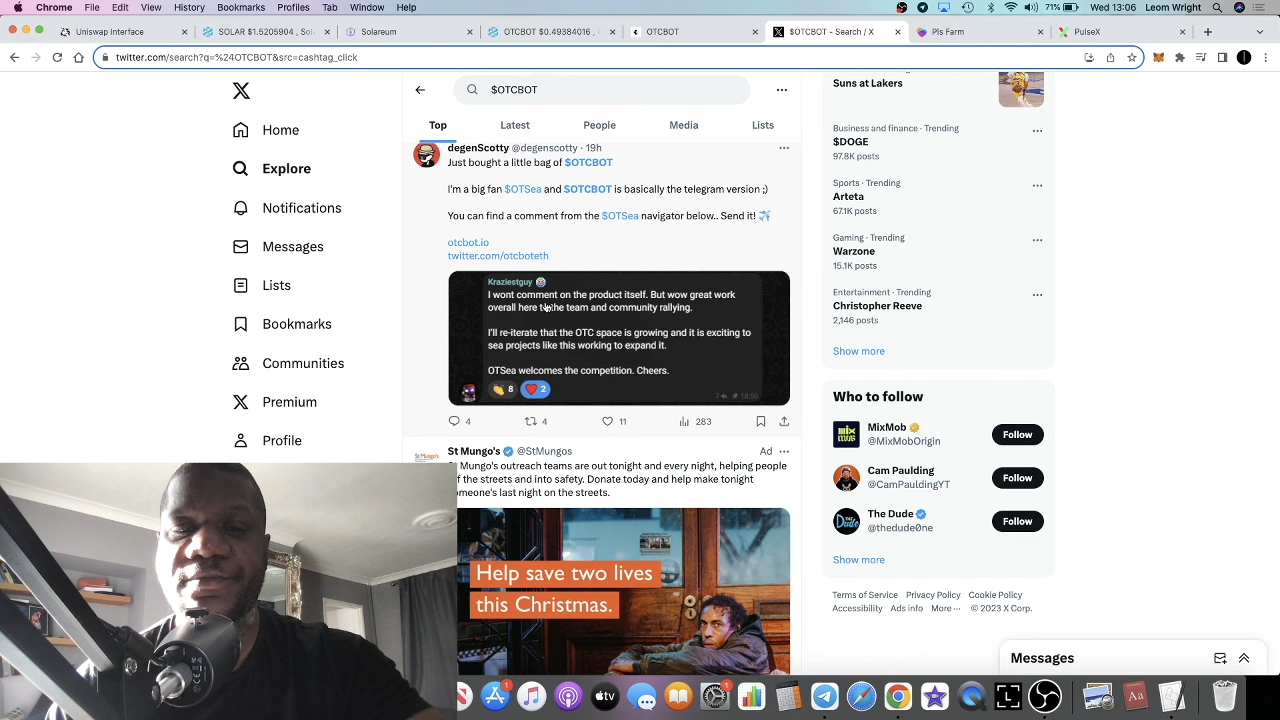 Chrome File Edit View History Bookmarks Profiles Tab Window Help 71% Wed 13:06 Leom Wright
Uniswap Interface
SOLAR $1.5205904 , Sol
Solareum
OTCBOT $0.49384016 ,
OTCBOT
$OTCBOT - Search / X
Pls Farm
PulseX
twitter.com/search?q=%24OTCBOT&src=cashtag_click
Home
Explore
Notifications
Messages
Lists
Bookmarks
Communities
Premium
Profile
$OTCBOT
Top Latest People Media Lists
degenScotty @degenscotty · 19h
Just bought a little bag of $OTCBOT
I'm a big fan $OTSea and $OTCBOT is basically the telegram version ;)
You can find a comment from the $OTSea navigator below.. Send it!
otcbot.io
twitter.com/otcboteth
Kraziestguy
I wont comment on the product itself. But wow great work
overall here to the team and community rallying.
I'll re-iterate that the OTC space is growing and it is exciting to
sea projects like this working to expand it.
OTSea welcomes the competition. Cheers.
8 2
18:50
4 4 11 283
St Mungo's @StMungos Ad
St Mungo's outreach teams are out tonight and every night, helping people
off the streets and into safety. Donate today and help make tonight
someone's last night on the streets.
Help save two lives
this Christmas.
Suns at Lakers
Business and finance · Trending
$DOGE
97.8K posts
Sports · Trending
Arteta
67.1K posts
Gaming · Trending
Warzone
15.1K posts
Entertainment · Trending
Christopher Reeve
2,146 posts
Show more
Who to follow
MixMob
@MixMobOrigin
Follow
Cam Paulding
@CamPauldingYT
Follow
The Dude
@thedude0ne
Follow
Show more
Terms of Service Privacy Policy Cookie Policy
Accessibility Ads info More ··· © 2023 X Corp.
Messages
tv